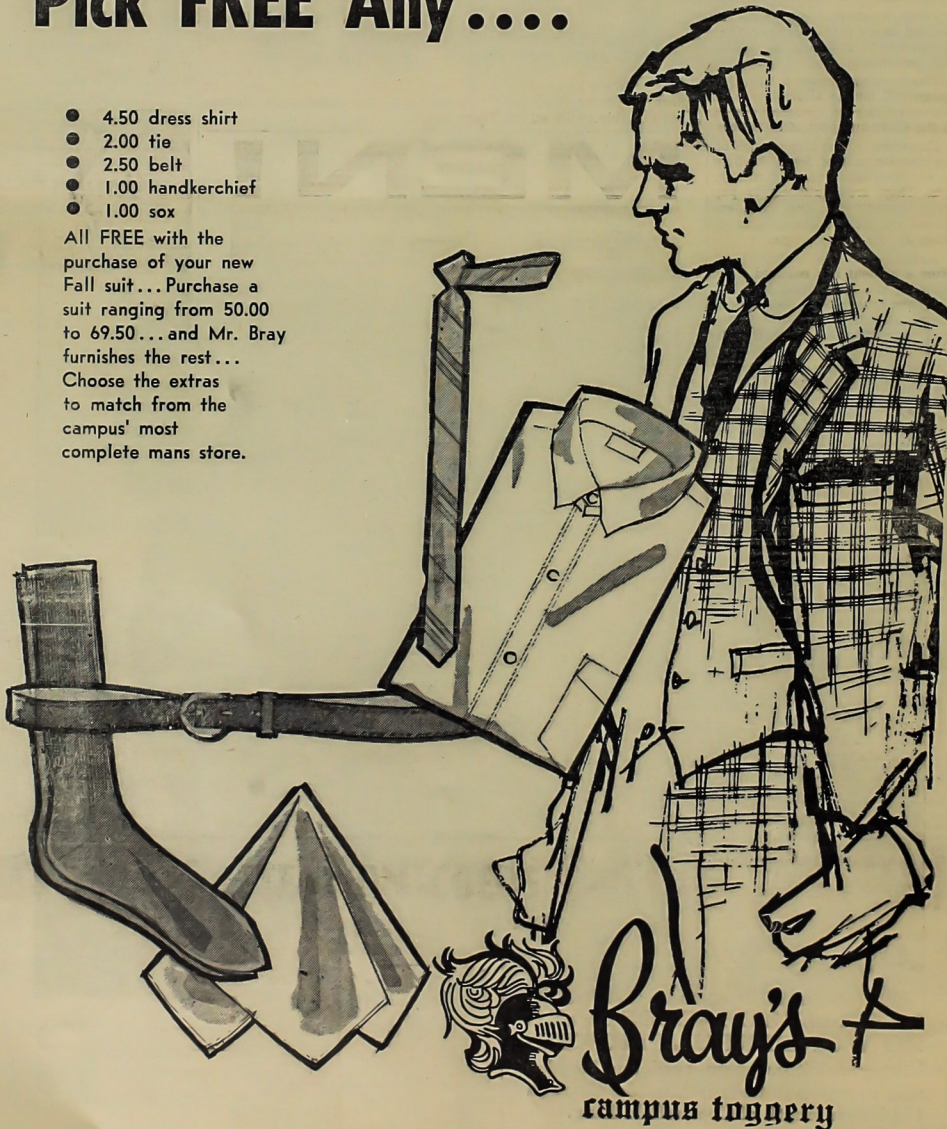 Pick FREE Any....
• 4.50 dress shirt
• 2.00 tie
• 2.50 belt
• 1.00 handkerchief
• 1.00 sox
All FREE with the
purchase of your new
Fall suit...Purchase a
suit ranging from 50.00
to 69.50...and Mr. Bray
furnishes the rest...
Choose the extras
to match from the
campus' most
complete mans store.
Bray's
campus toggery